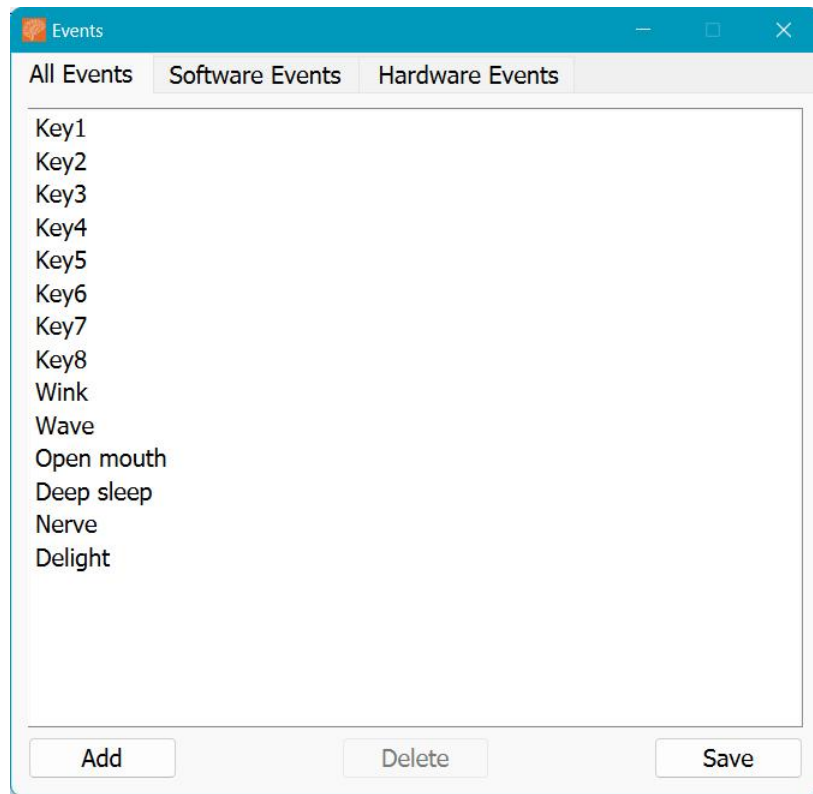 Events
All Events Software Events Hardware Events
Key1
Key2
Key3
Key4
Key5
Key6
Key7
Key8
Wink
Wave
Open mouth
Deep sleep
Nerve
Delight
Add Delete Save